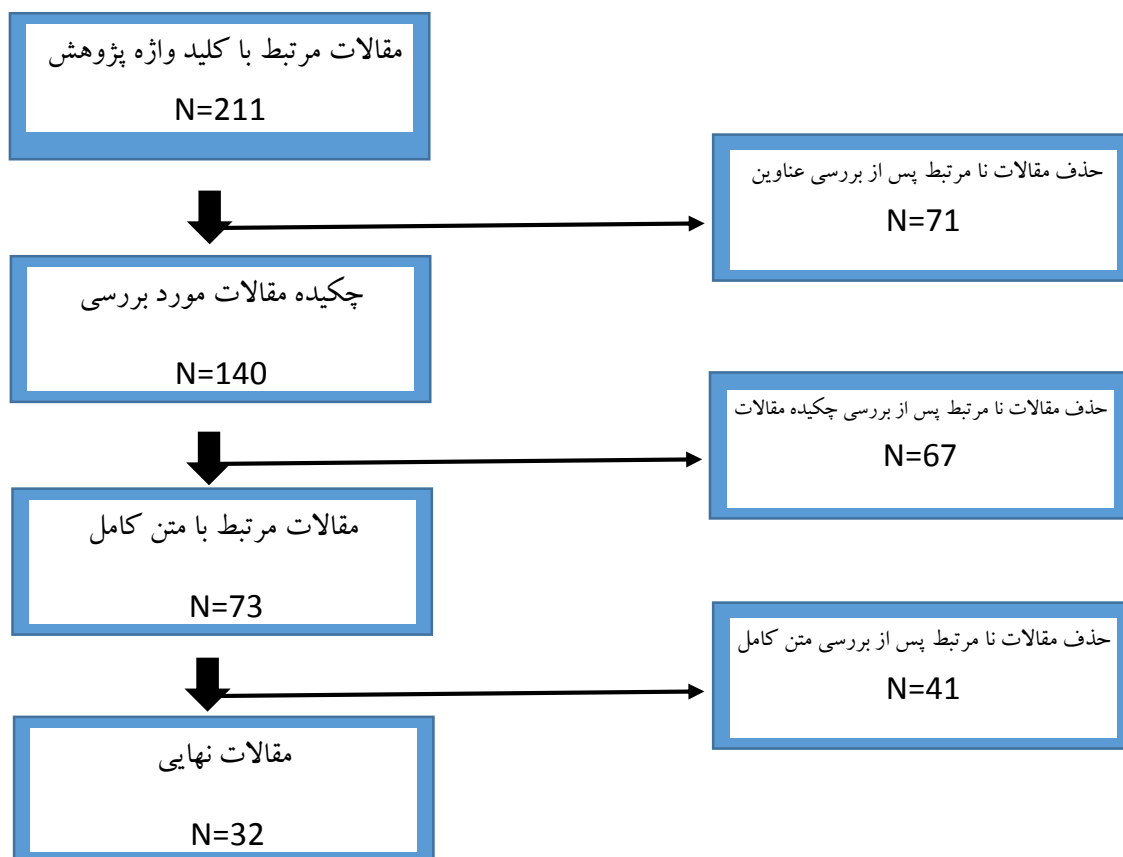 مقالات مرتبط با کلید واژه پژوهش
N=211
حذف مقالات نا مرتبط پس از بررسی عناوین
N=71
چکیده مقالات مورد بررسی
N=140
حذف مقالات نا مرتبط پس از بررسی چکیده مقالات
N=67
مقالات مرتبط با متن کامل
N=73
حذف مقالات نا مرتبط پس از بررسی متن کامل
N=41
مقالات نهایی
N=32